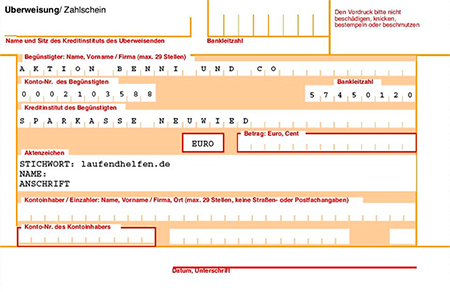 Überweisung/ Zahlschein
Den Vordruck bitte nicht
beschädigen, knicken,
bestempeln oder beschmutzen
Name und Sitz des Kreditinstituts des Überweisenden
Bankleitzahl
Begünstigter: Name, Vorname / Firma (max. 29 Stellen)
AKTION BENNI UND CO
Konto-Nr. des Begünstigten
Bankleitzahl
0002103588
57450120
Kreditinstitut des Begünstigten
SPARKASSE NEUWIED
EURO
Betrag: Euro, Cent
Aktenzeichen
STICHWORT: laufendhelfen.de
NAME:
ANSCHRIFT
Kontoinhaber / Einzahler: Name, Vorname / Firma, Ort (max. 29 Stellen, keine Straßen- oder Postfachangaben)
Konto-Nr. des Kontoinhabers
Datum, Unterschrift